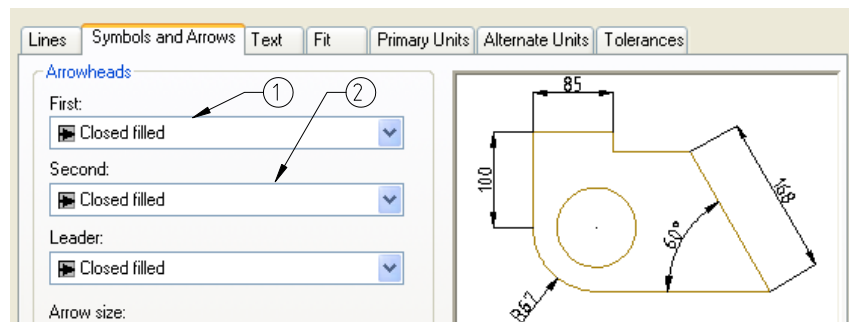 Lines Symbols and Arrows Text Fit Primary Units Alternate Units Tolerances
Arrowheads
First:
1
2
Closed filled
Second:
Closed filled
Leader:
Closed filled
Arrow size:
85
100
168
60°
R67